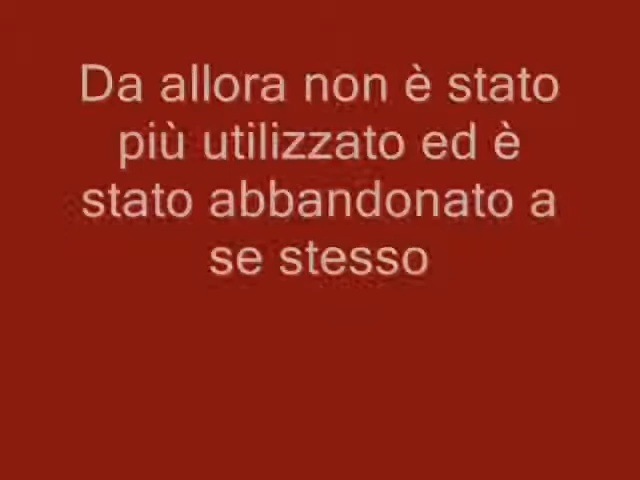 Da allora non è stato
più utilizzato ed è
stato abbandonato a
se stesso